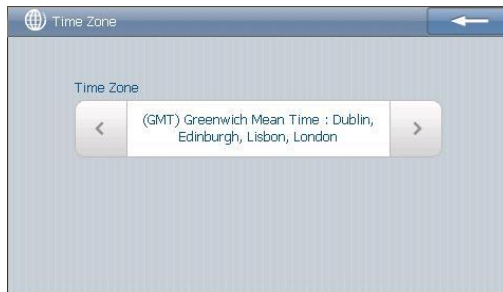 Time Zone
Time Zone
(GMT) Greenwich Mean Time : Dublin,
Edinburgh, Lisbon, London